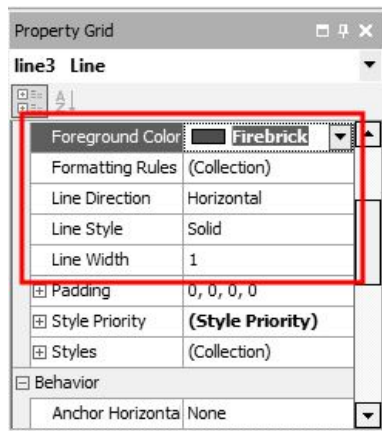 Property Grid
line3 Line
Foreground Color Firebrick
Formatting Rules (Collection)
Line Direction Horizontal
Line Style Solid
Line Width 1
Padding 0, 0, 0, 0
Style Priority (Style Priority)
Styles (Collection)
Behavior
Anchor Horizonta None